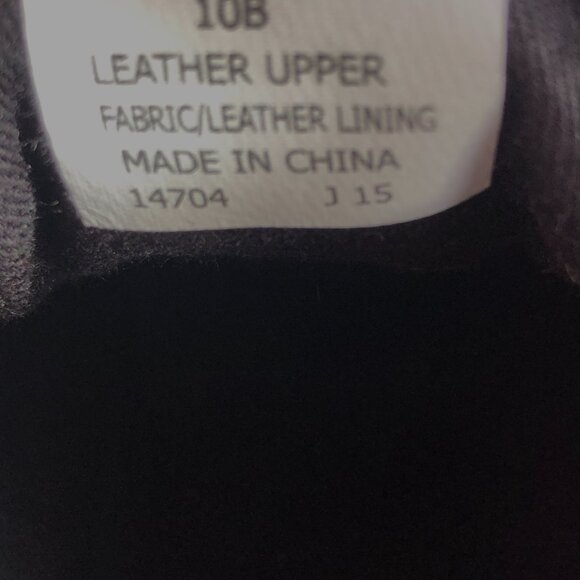 10B
LEATHER UPPER
FABRIC/LEATHER LINING
MADE IN CHINA
14704 J 15